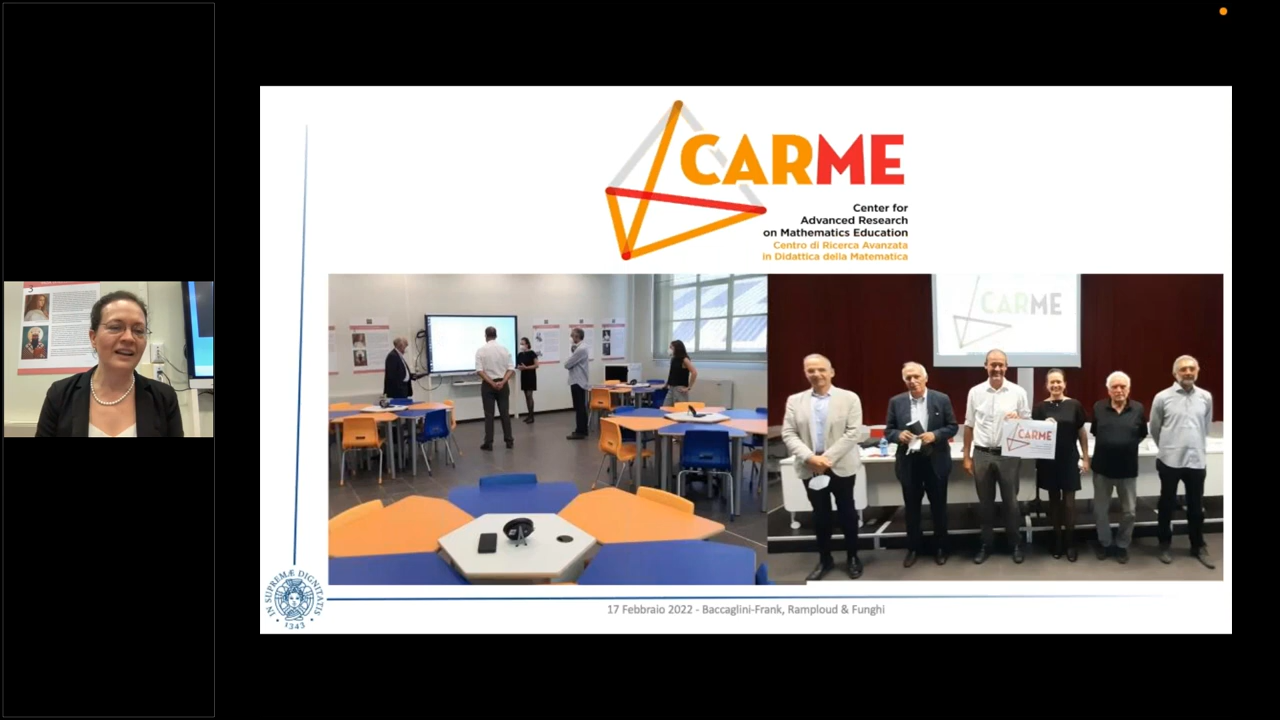 CARME
Center for
Advanced Research
on Mathematics Education
Centro di Ricerca Avanzata
in Didattica della Matematica
CARME
CARME
17 Febbraio 2022 - Baccaglini-Frank, Ramploud & Funghi
IN SUPREMÆ DIGNITATIS
· 1343 ·